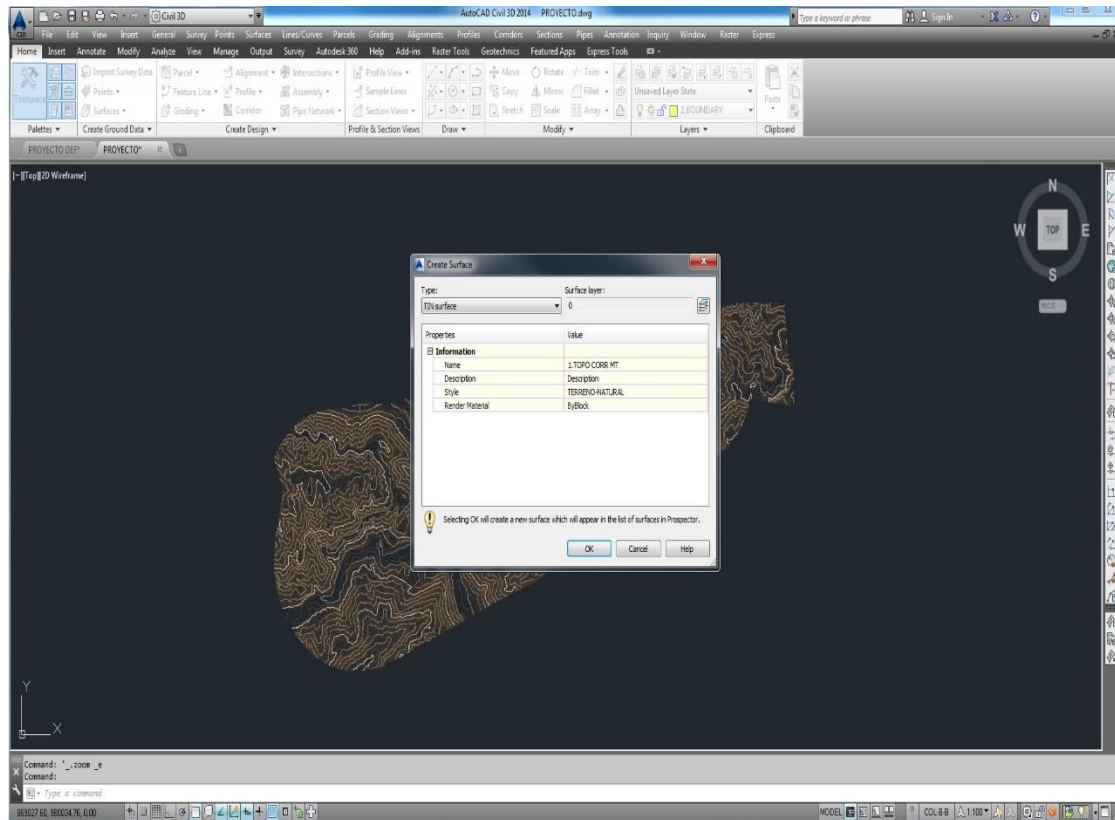 Civil 3D AutoCAD Civil 3D 2014 PROYECTO.dwg Type a keyword or phrase Sign In
File Edit View Insert General Survey Points Surfaces Lines/Curves Parcels Grading Alignments Profiles Corridors Sections Pipes Annotation Inquiry Window Raster Express
Home Insert Annotate Modify Analyze View Manage Output Survey Autodesk 360 Help Add-ins Raster Tools Geotechnics Featured Apps Express Tools
Import Survey Data Parcel Alignment Intersections Profile View Move Rotate Trim
Toolspace Points Feature Line Profile Assembly Sample Lines Copy Mirror Fillet Unsaved Layer State Paste
Surfaces Grading Corridor Pipe Network Section Views Stretch Scale Array 2.BOUNDARY
Palettes Create Ground Data Create Design Profile & Section Views Draw Modify Layers Clipboard
PROYECTO DEF* PROYECTO*
[-][Top][2D Wireframe]
N
W TOP E
S
WCS
Create Surface
Type: Surface layer:
TIN surface 0
Properties Value
Information
Name 1.TOPO CORR MT
Description Description
Style TERRENO-NATURAL
Render Material ByBlock
Selecting OK will create a new surface which will appear in the list of surfaces in Prospector.
OK Cancel Help
Y
X
Command: '_.zoom _e
Command:
Type a command
MODEL COL-B-B 1:100